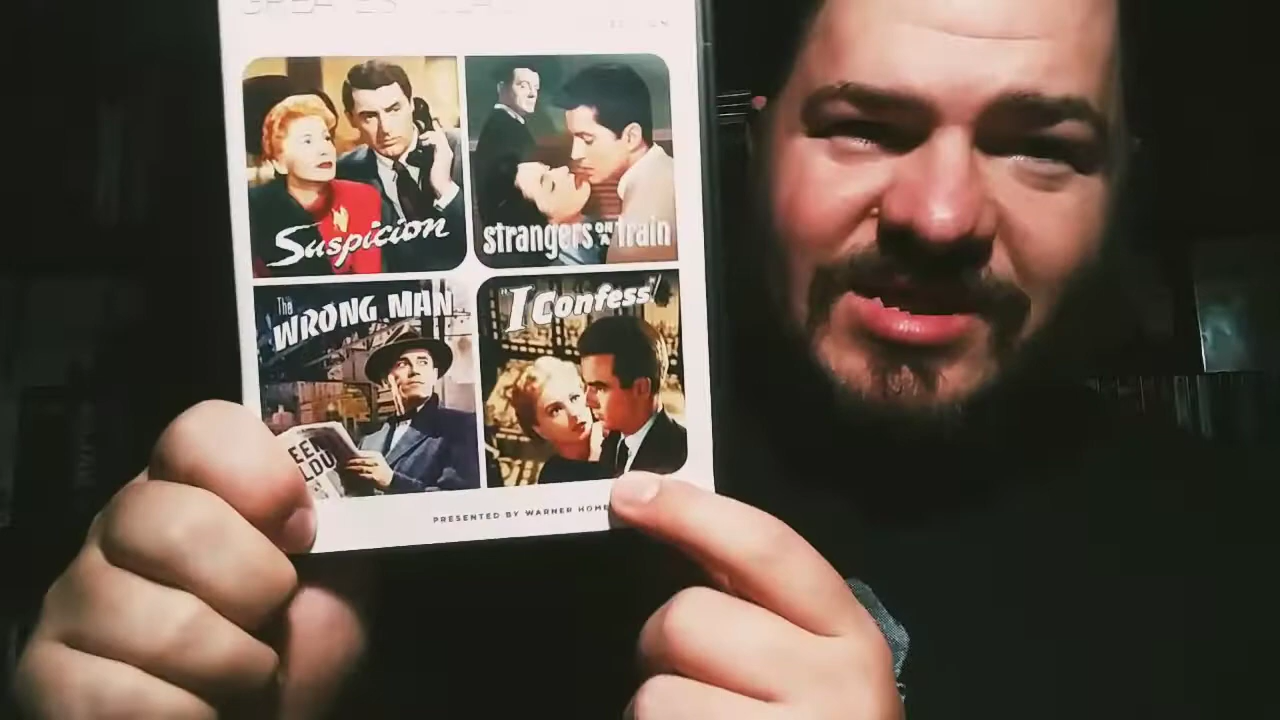 Suspicion
strangers ON A train
The
WRONG MAN
"I Confess"
PRESENTED BY WARNER HOME